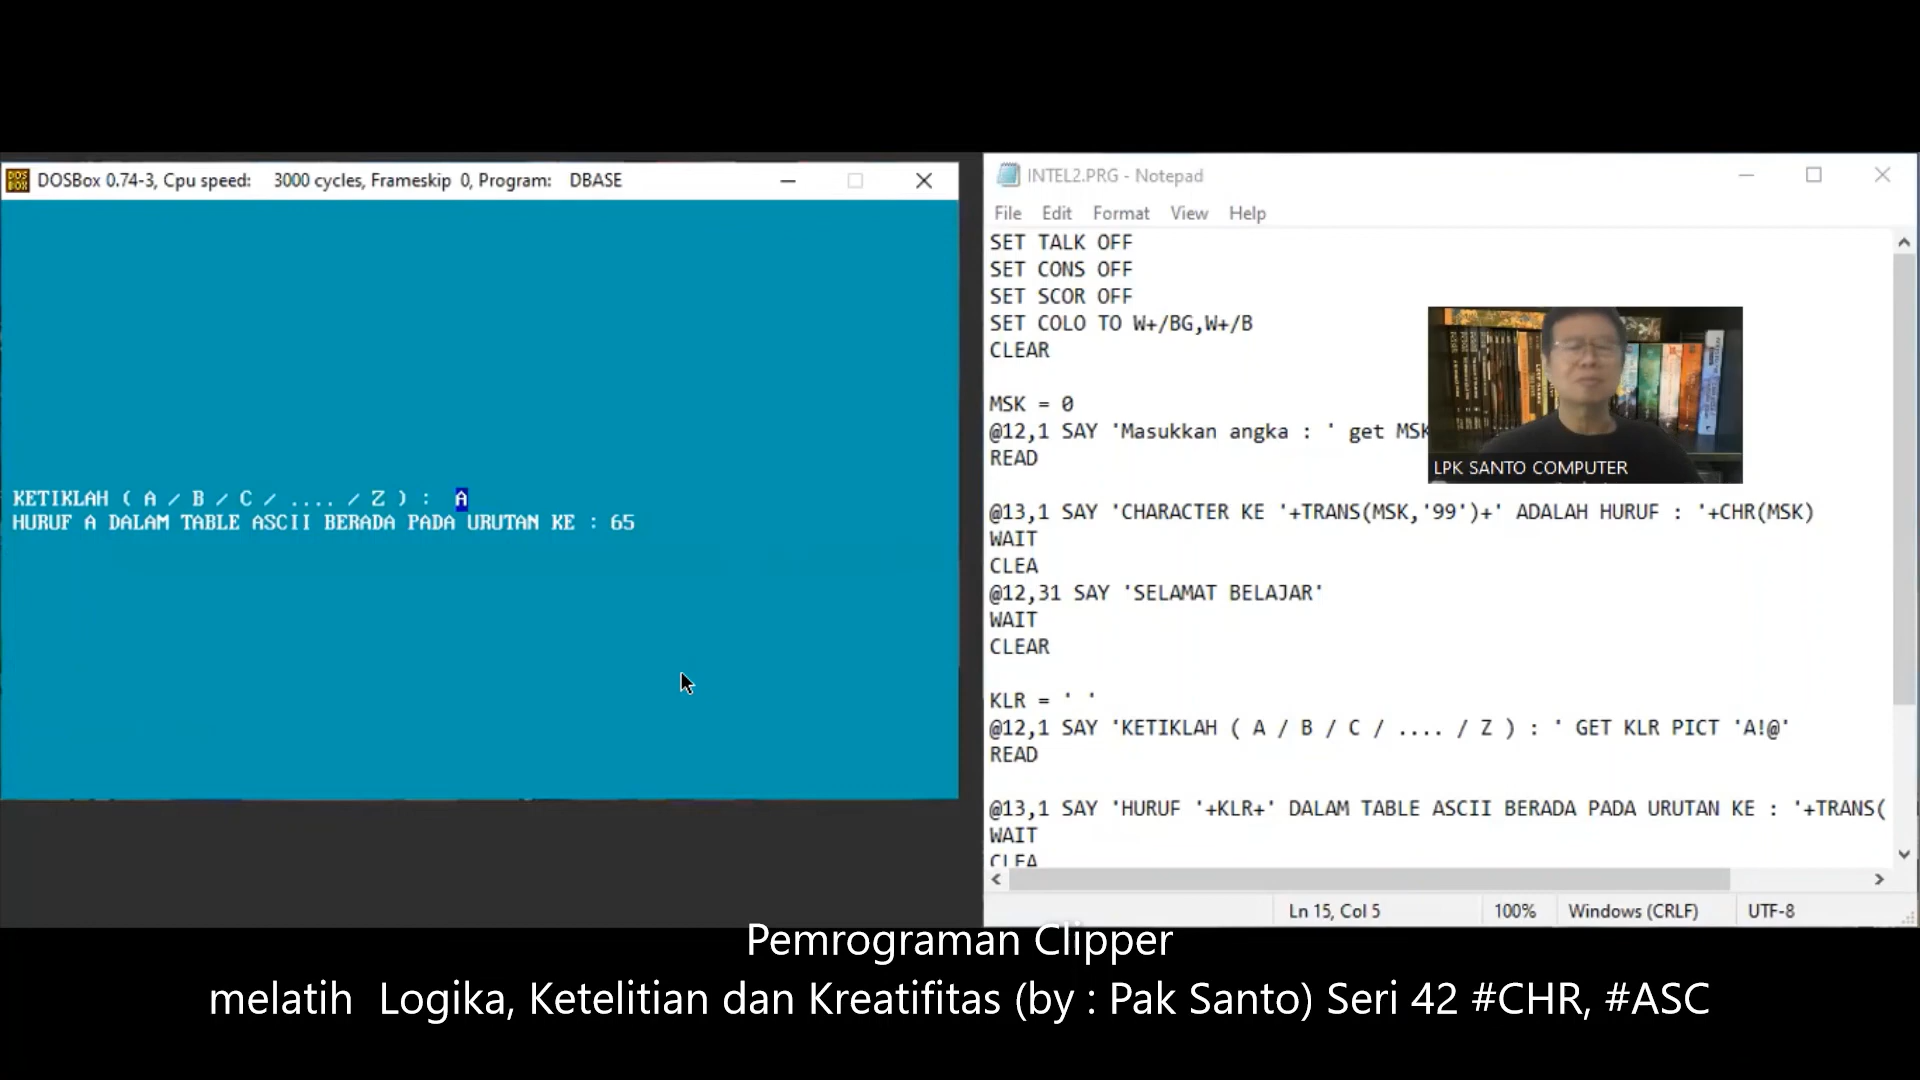 DOSBox 0.74-3, Cpu speed: 3000 cycles, Frameskip 0, Program: DBASE
KETIKLAH ( A / B / C / .... / Z ) : A
HURUF A DALAM TABLE ASCII BERADA PADA URUTAN KE : 65
INTEL2.PRG - Notepad
File Edit Format View Help
SET TALK OFF
SET CONS OFF
SET SCOR OFF
SET COLO TO W+/BG,W+/B
CLEAR
MSK = 0
@12,1 SAY 'Masukkan angka : ' get MSK
READ
@13,1 SAY 'CHARACTER KE '+TRANS(MSK,'99')+' ADALAH HURUF : '+CHR(MSK)
WAIT
CLEA
@12,31 SAY 'SELAMAT BELAJAR'
WAIT
CLEAR
KLR = ' '
@12,1 SAY 'KETIKLAH ( A / B / C / .... / Z ) : ' GET KLR PICT 'A!@'
READ
@13,1 SAY 'HURUF '+KLR+' DALAM TABLE ASCII BERADA PADA URUTAN KE : '+TRANS(
WAIT
CLEA
LPK SANTO COMPUTER
Ln 15, Col 5 100% Windows (CRLF) UTF-8
Pemrograman Clipper
melatih Logika, Ketelitian dan Kreatifitas (by : Pak Santo) Seri 42 #CHR, #ASC